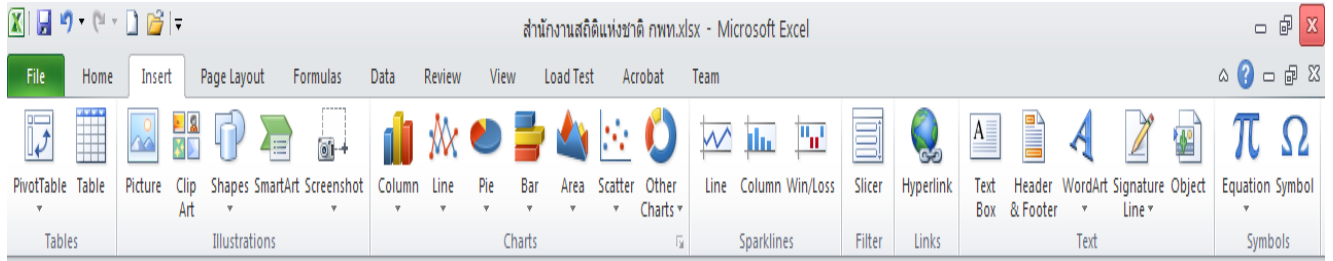 สำนักงานสถิติแห่งชาติ กพท.xlsx - Microsoft Excel
File Home Insert Page Layout Formulas Data Review View Load Test Acrobat Team
PivotTable Table Picture Clip Art Shapes SmartArt Screenshot Column Line Pie Bar Area Scatter Other Charts Line Column Win/Loss Slicer Hyperlink Text Box Header & Footer WordArt Signature Line Object Equation Symbol
Tables Illustrations Charts Sparklines Filter Links Text Symbols